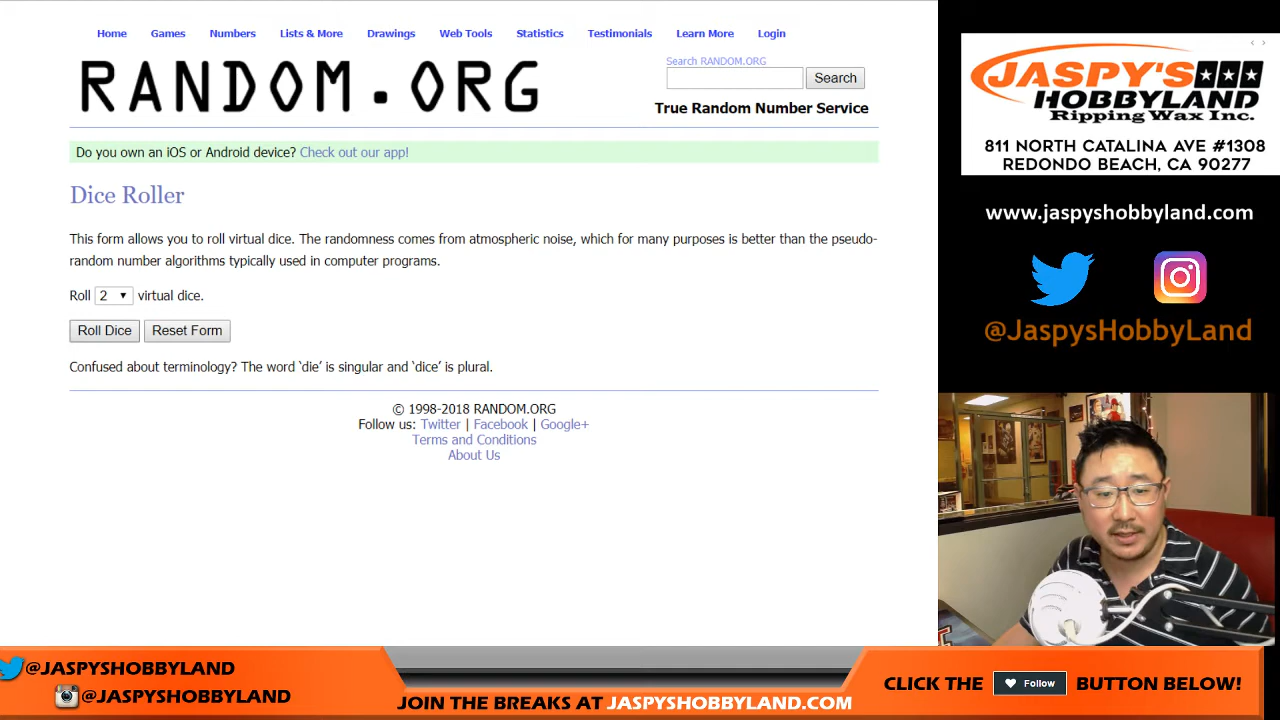 Home Games Numbers Lists & More Drawings Web Tools Statistics Testimonials Learn More Login
RANDOM.ORG
Search RANDOM.ORG
Search
True Random Number Service
Do you own an iOS or Android device? Check out our app!
Dice Roller
This form allows you to roll virtual dice. The randomness comes from atmospheric noise, which for many purposes is better than the pseudo-
random number algorithms typically used in computer programs.
Roll 2 virtual dice.
Roll Dice Reset Form
Confused about terminology? The word ‘die’ is singular and ‘dice’ is plural.
© 1998-2018 RANDOM.ORG
Follow us: Twitter | Facebook | Google+
Terms and Conditions
About Us
JASPY'S
HOBBYLAND
Ripping Wax Inc.
811 NORTH CATALINA AVE #1308
REDONDO BEACH, CA 90277
www.jaspyshobbyland.com
@JaspysHobbyLand
@JASPYSHOBBYLAND
@JASPYSHOBBYLAND
JOIN THE BREAKS AT JASPYSHOBBYLAND.COM
CLICK THE Follow BUTTON BELOW!